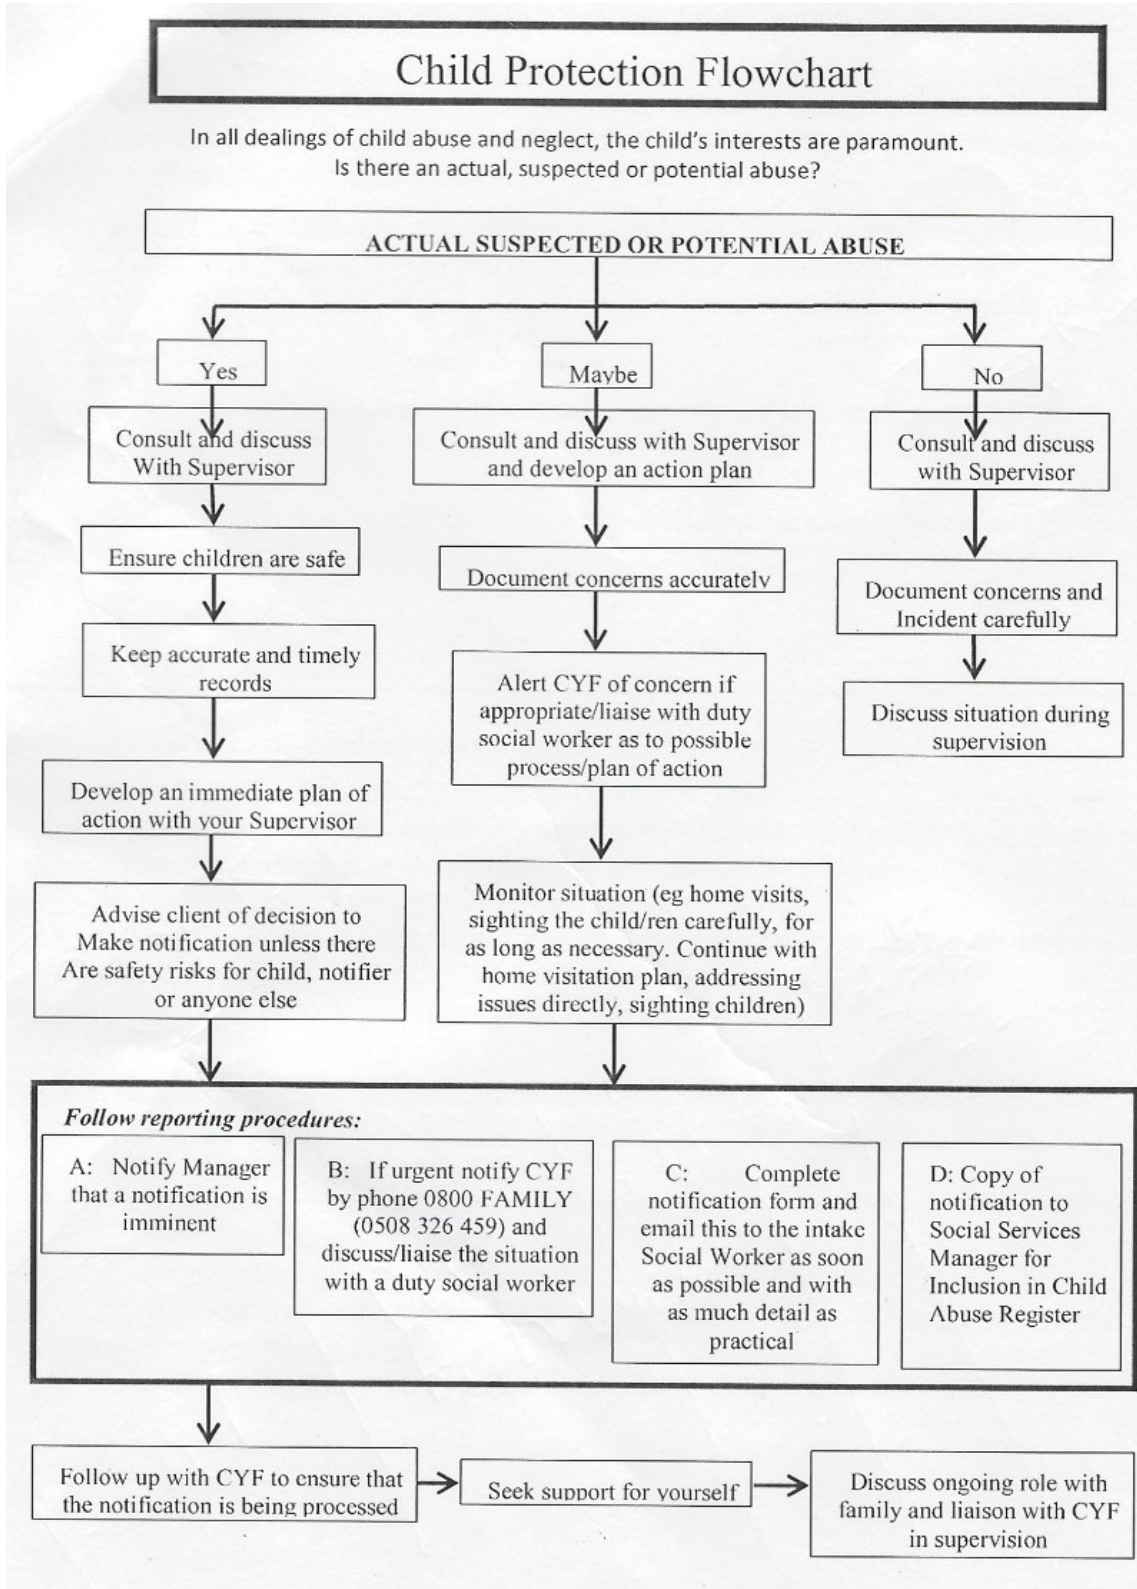 Child Protection Flowchart
In all dealings of child abuse and neglect, the child's interests are paramount.
Is there an actual, suspected or potential abuse?
ACTUAL SUSPECTED OR POTENTIAL ABUSE
Yes
Consult and discuss
With Supervisor
Ensure children are safe
Keep accurate and timely
records
Develop an immediate plan of
action with your Supervisor
Advise client of decision to
Make notification unless there
Are safety risks for child, notifier
or anyone else
Maybe
Consult and discuss with Supervisor
and develop an action plan
Document concerns accurately
Alert CYF of concern if
appropriate/liaise with duty
social worker as to possible
process/plan of action
Monitor situation (eg home visits,
sighting the child/ren carefully, for
as long as necessary. Continue with
home visitation plan, addressing
issues directly, sighting children)
No
Consult and discuss
with Supervisor
Document concerns and
Incident carefully
Discuss situation during
supervision
Follow reporting procedures:
A: Notify Manager
that a notification is
imminent
B: If urgent notify CYF
by phone 0800 FAMILY
(0508 326 459) and
discuss/liaise the situation
with a duty social worker
C: Complete
notification form and
email this to the intake
Social Worker as soon
as possible and with
as much detail as
practical
D: Copy of
notification to
Social Services
Manager for
Inclusion in Child
Abuse Register
Follow up with CYF to ensure that
the notification is being processed
Seek support for yourself
Discuss ongoing role with
family and liaison with CYF
in supervision